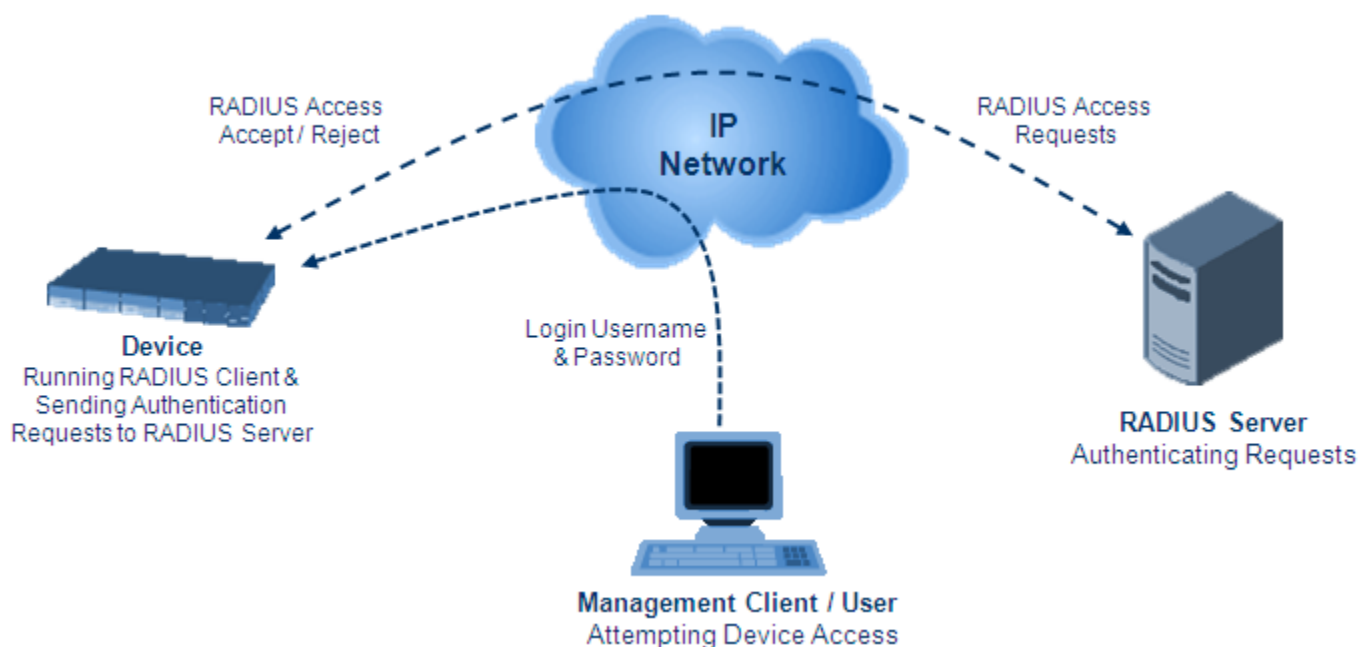 RADIUS Access
Accept / Reject
IP
Network
RADIUS Access
Requests
Login Username
& Password
Device
Running RADIUS Client &
Sending Authentication
Requests to RADIUS Server
RADIUS Server
Authenticating Requests
Management Client / User
Attempting Device Access